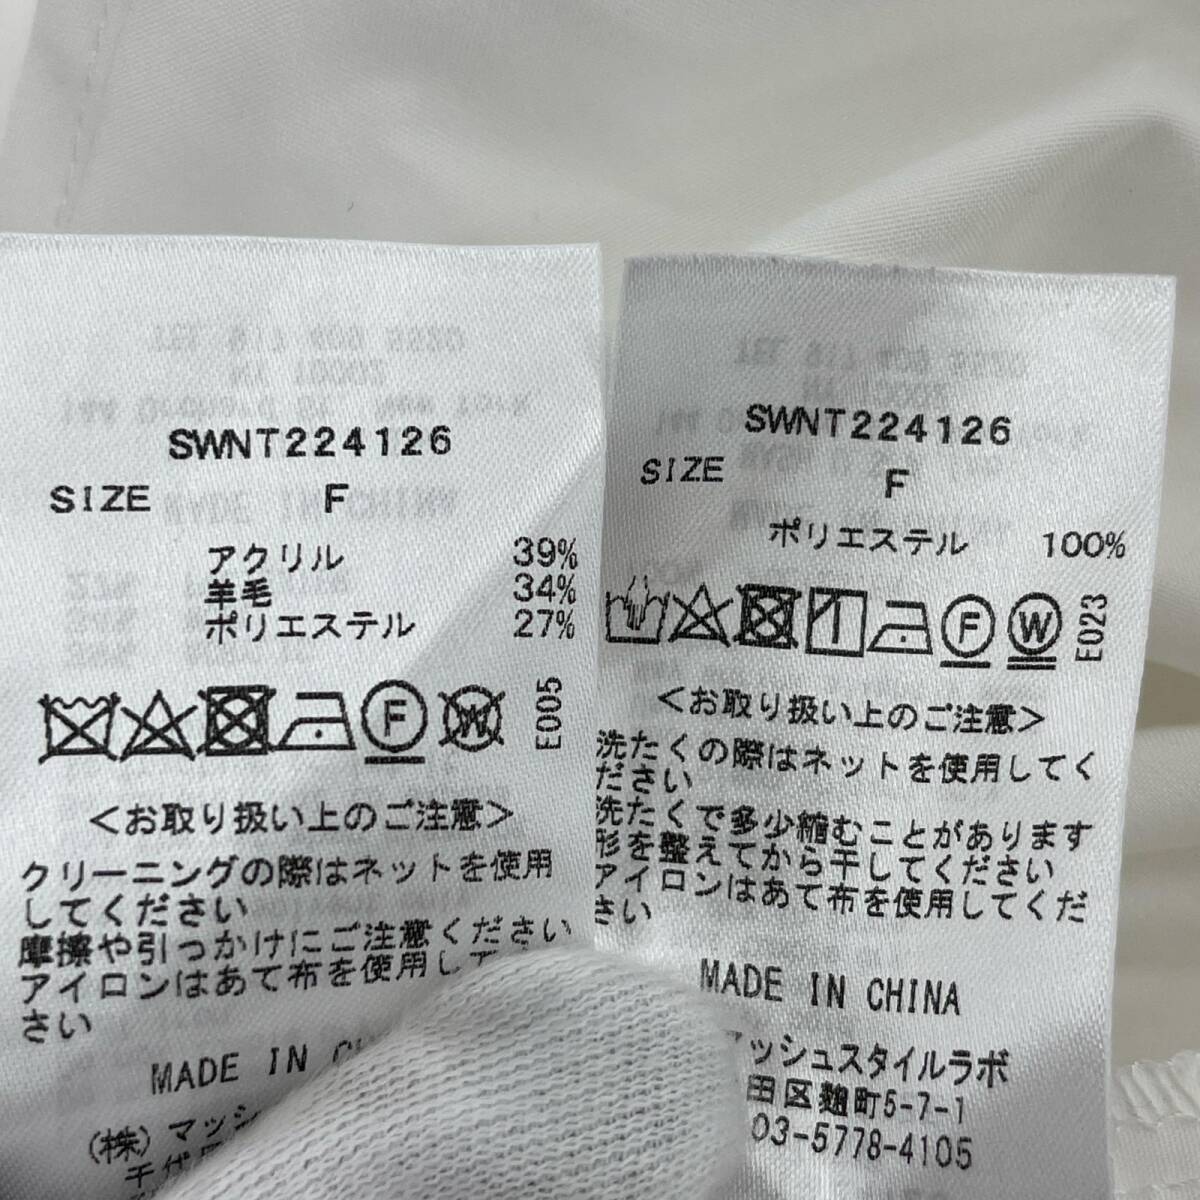 SWNT224126
SIZE F
アクリル 39%
羊毛 34%
ポリエステル 27%
F W E005
<お取り扱い上のご注意>
クリーニングの際はネットを使用
してください
摩擦や引っかけにご注意ください
アイロンはあて布を使用し
さい
MADE IN
(株)マッシ
千代
SWNT224126
SIZE F
ポリエステル 100%
F W E023
<お取り扱い上のご注意>
洗たくの際はネットを使用してく
ださい
洗たくで多少縮むことがあります
形を整えてから干してください
アイロンはあて布を使用してくだ
さい
MADE IN CHINA
ッシュスタイルラボ
田区麹町5-7-1
03-5778-4105